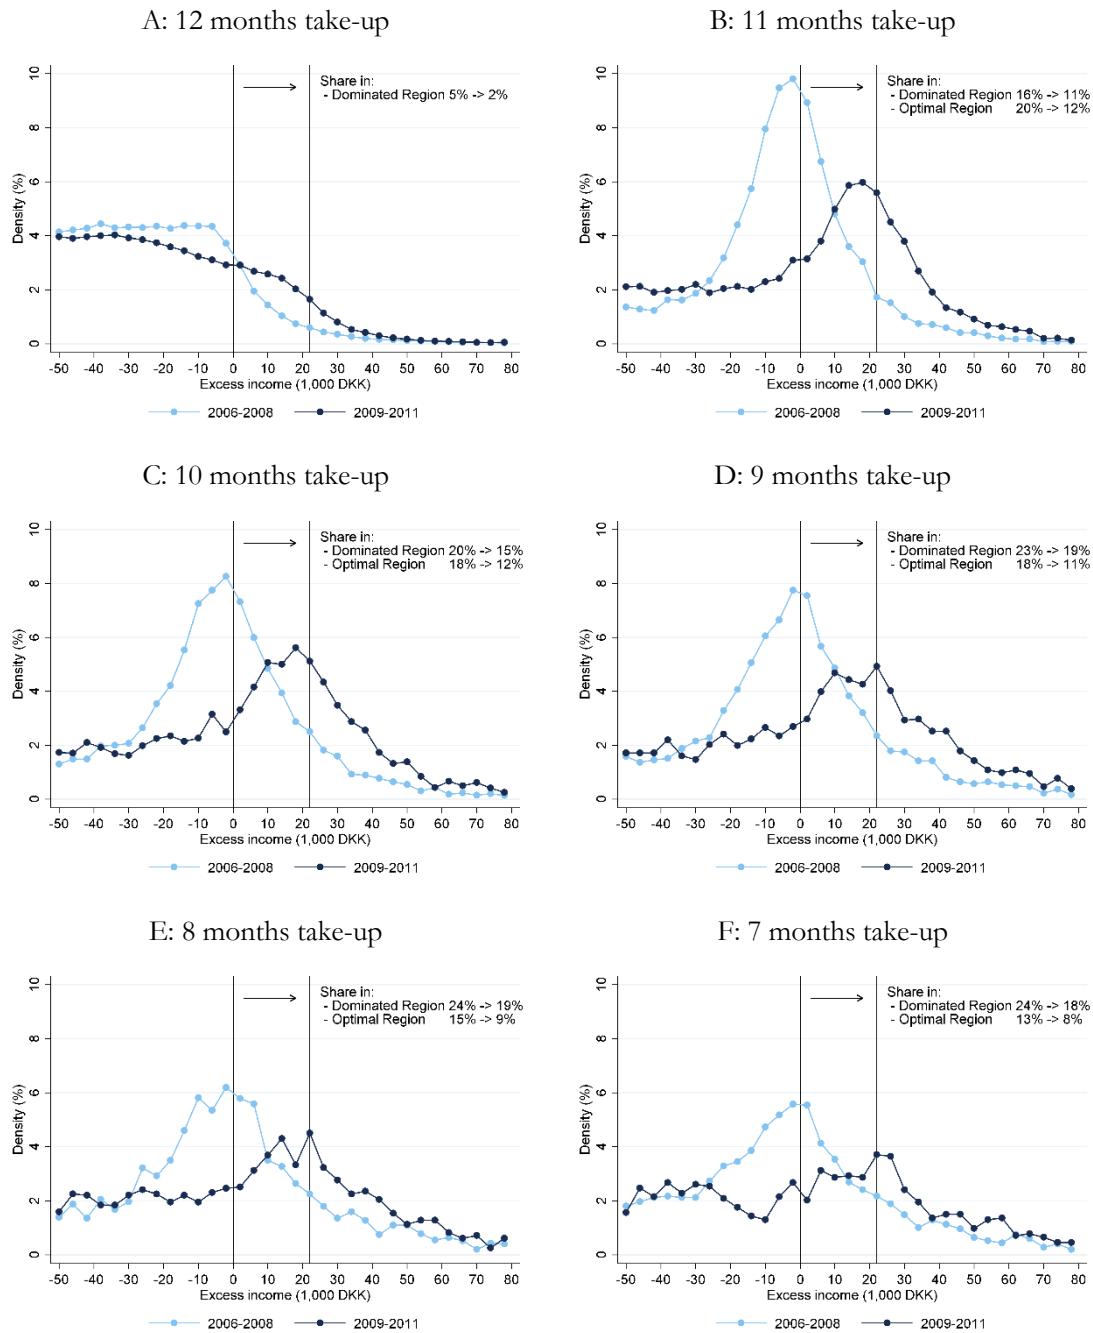 A: 12 months take-up
Share in:
- Dominated Region 5% -> 2%
Density (%)
10
8
6
4
2
0
-50 -40 -30 -20 -10 0 10 20 30 40 50 60 70 80
Excess income (1,000 DKK)
2006-2008 2009-2011
B: 11 months take-up
Share in:
- Dominated Region 16% -> 11%
- Optimal Region 20% -> 12%
Density (%)
10
8
6
4
2
0
-50 -40 -30 -20 -10 0 10 20 30 40 50 60 70 80
Excess income (1,000 DKK)
2006-2008 2009-2011
C: 10 months take-up
Share in:
- Dominated Region 20% -> 15%
- Optimal Region 18% -> 12%
Density (%)
10
8
6
4
2
0
-50 -40 -30 -20 -10 0 10 20 30 40 50 60 70 80
Excess income (1,000 DKK)
2006-2008 2009-2011
D: 9 months take-up
Share in:
- Dominated Region 23% -> 19%
- Optimal Region 18% -> 11%
Density (%)
10
8
6
4
2
0
-50 -40 -30 -20 -10 0 10 20 30 40 50 60 70 80
Excess income (1,000 DKK)
2006-2008 2009-2011
E: 8 months take-up
Share in:
- Dominated Region 24% -> 19%
- Optimal Region 15% -> 9%
Density (%)
10
8
6
4
2
0
-50 -40 -30 -20 -10 0 10 20 30 40 50 60 70 80
Excess income (1,000 DKK)
2006-2008 2009-2011
F: 7 months take-up
Share in:
- Dominated Region 24% -> 18%
- Optimal Region 13% -> 8%
Density (%)
10
8
6
4
2
0
-50 -40 -30 -20 -10 0 10 20 30 40 50 60 70 80
Excess income (1,000 DKK)
2006-2008 2009-2011